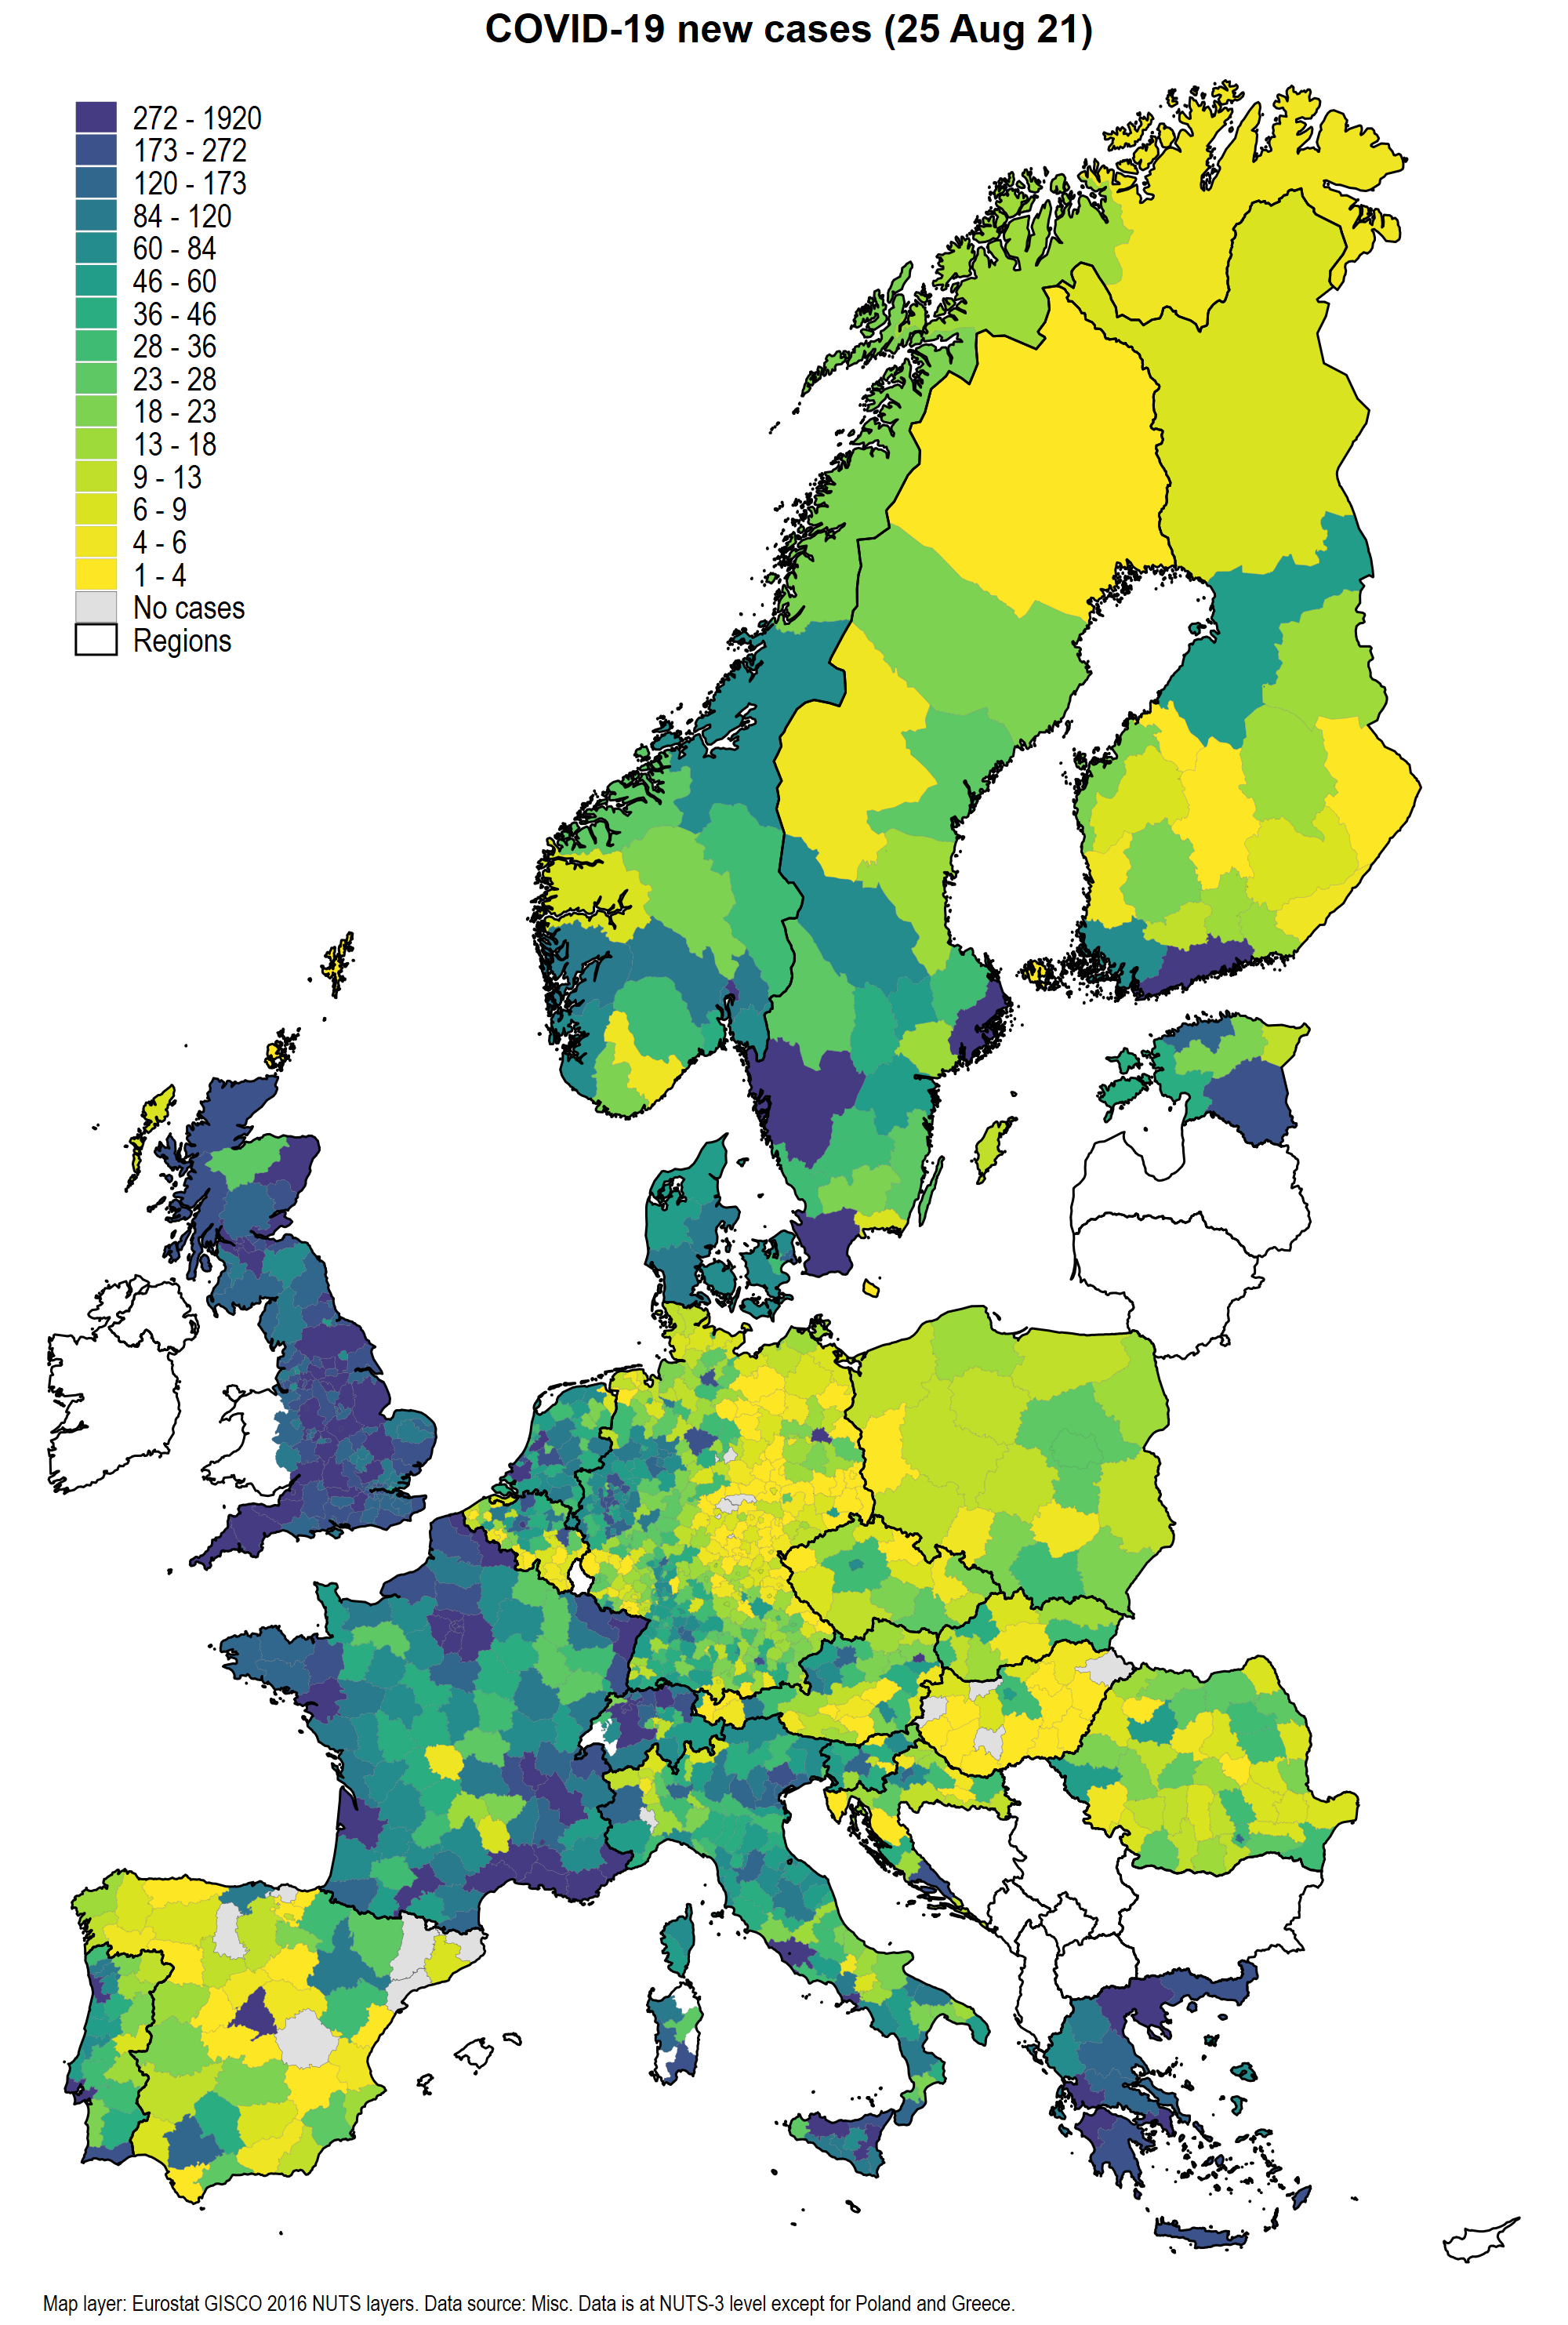 COVID-19 new cases (25 Aug 21)
272 - 1920
173 - 272
120 - 173
84 - 120
60 - 84
46 - 60
36 - 46
28 - 36
23 - 28
18 - 23
13 - 18
9 - 13
6 - 9
4 - 6
1 - 4
No cases
Regions
Map layer: Eurostat GISCO 2016 NUTS layers. Data source: Misc. Data is at NUTS-3 level except for Poland and Greece.